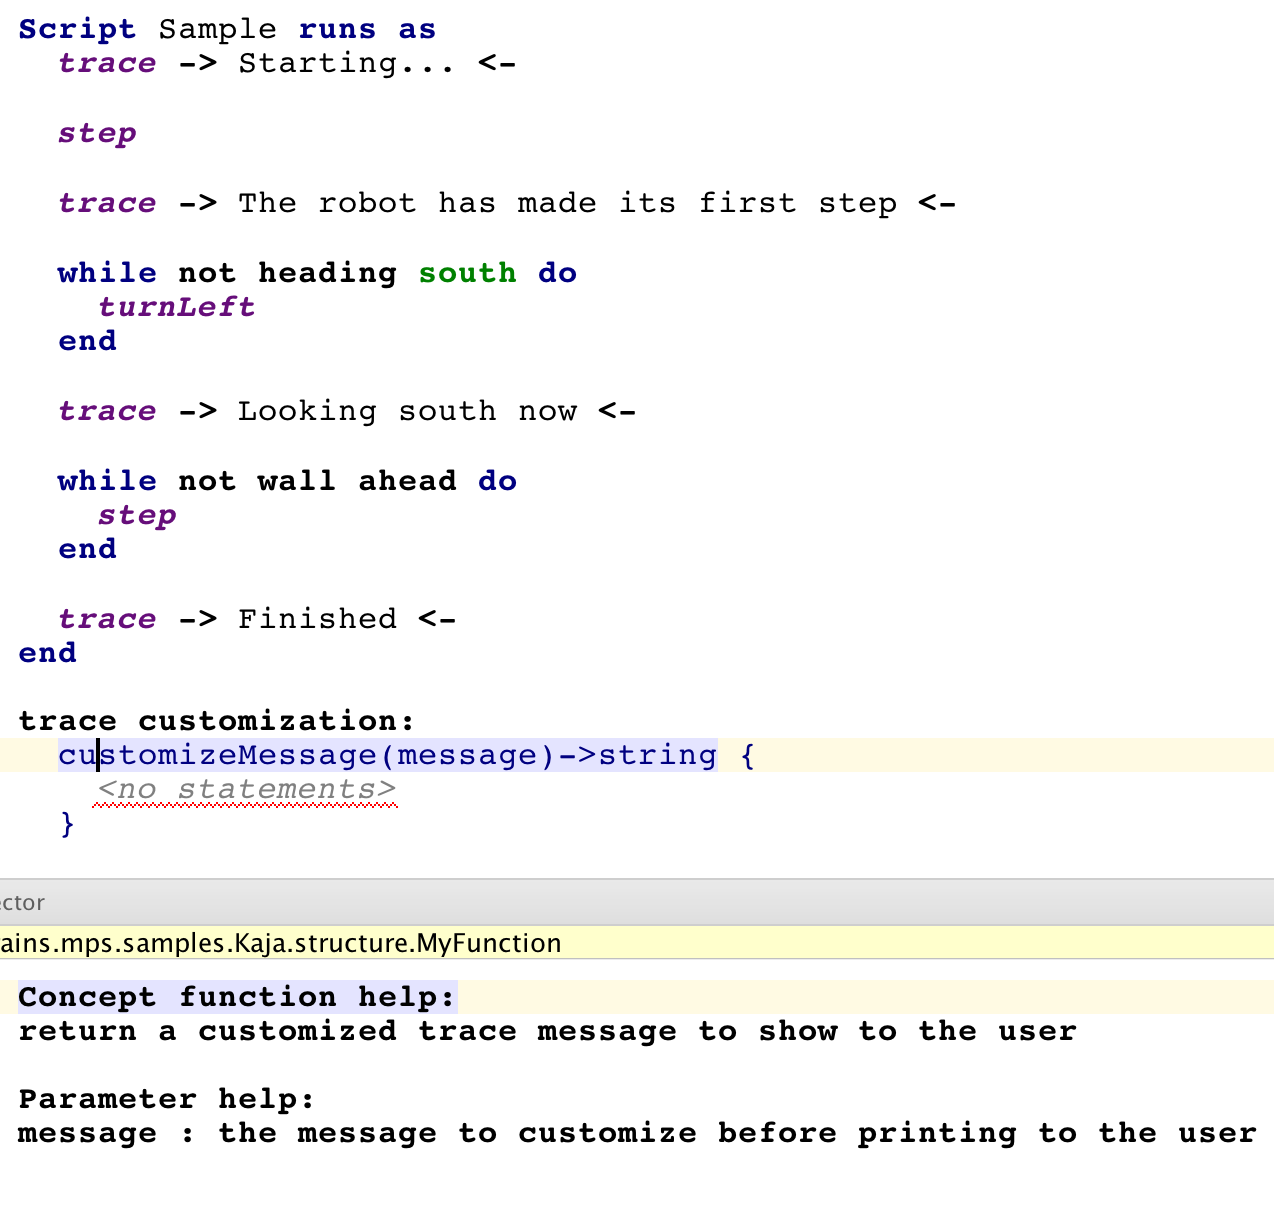 Script Sample runs as
trace -> Starting... <-
step
trace -> The robot has made its first step <-
while not heading south do
turnLeft
end
trace -> Looking south now <-
while not wall ahead do
step
end
trace -> Finished <-
end
trace customization:
customizeMessage(message)->string {
<no statements>
}
ector
ains.mps.samples.Kaja.structure.MyFunction
Concept function help:
return a customized trace message to show to the user
Parameter help:
message : the message to customize before printing to the user